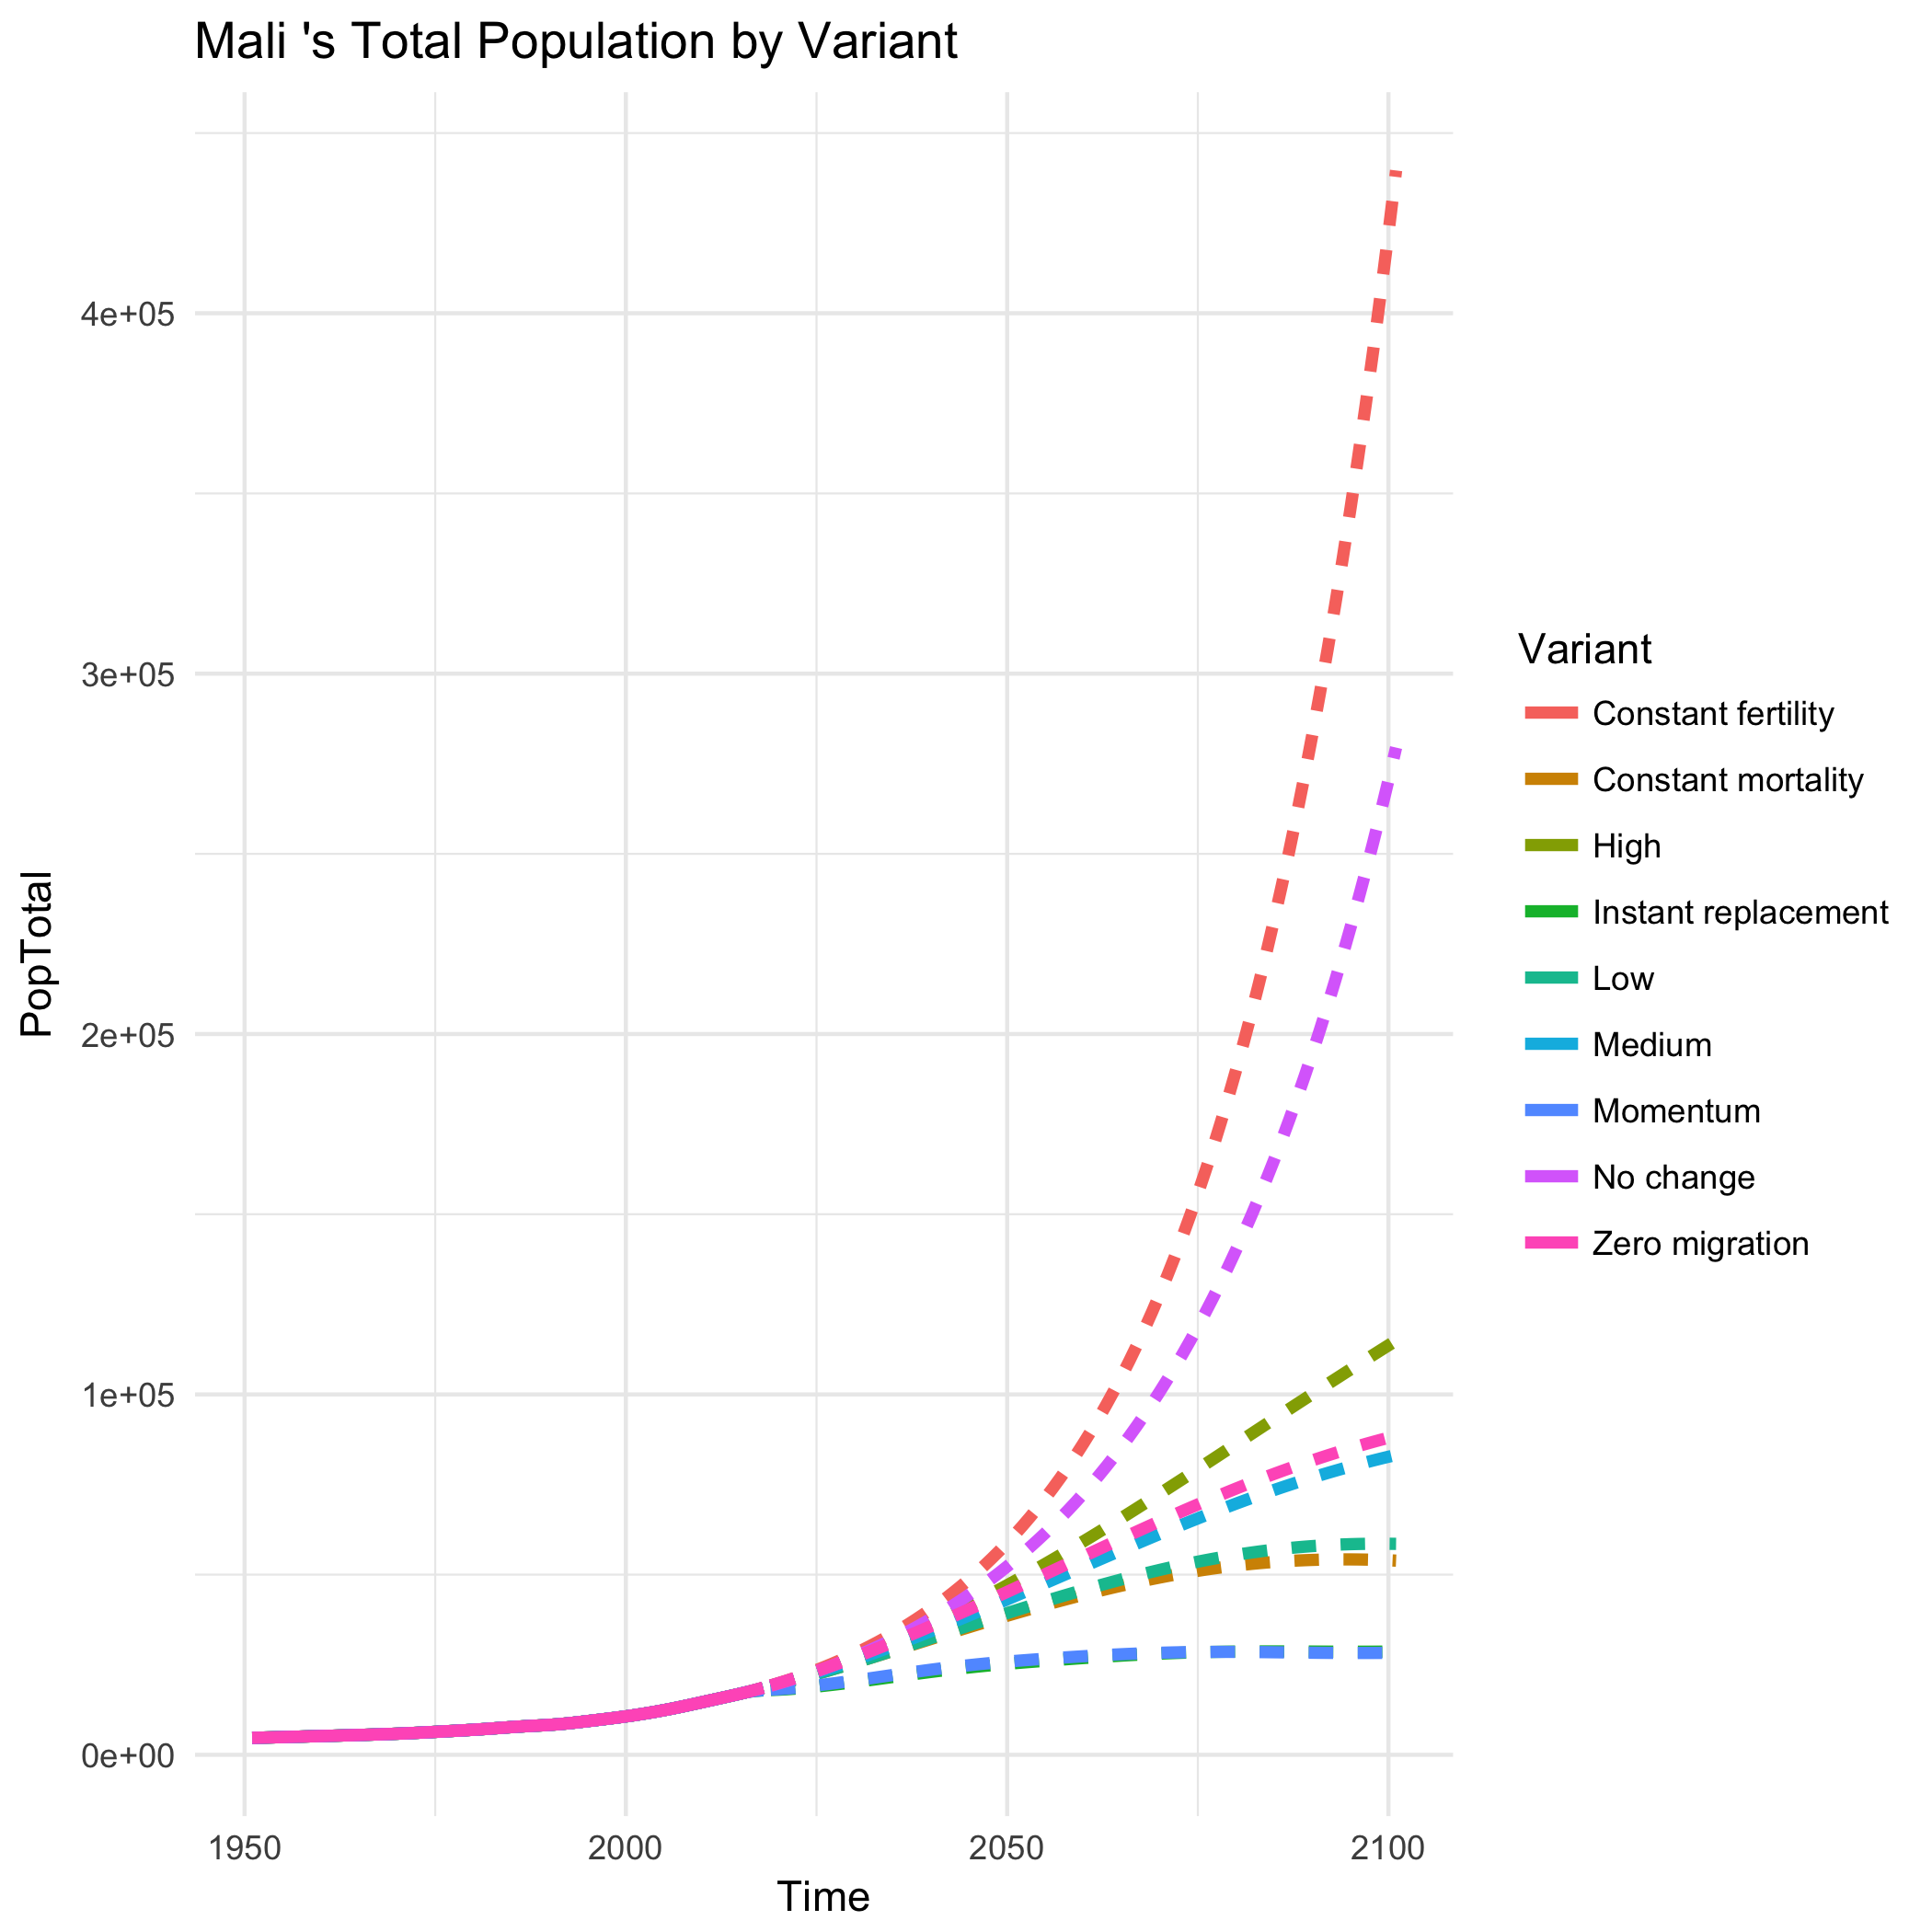 Mali 's Total Population by Variant
PopTotal
4e+05
3e+05
2e+05
1e+05
0e+00
1950
2000
2050
2100
Time
Variant
Constant fertility
Constant mortality
High
Instant replacement
Low
Medium
Momentum
No change
Zero migration